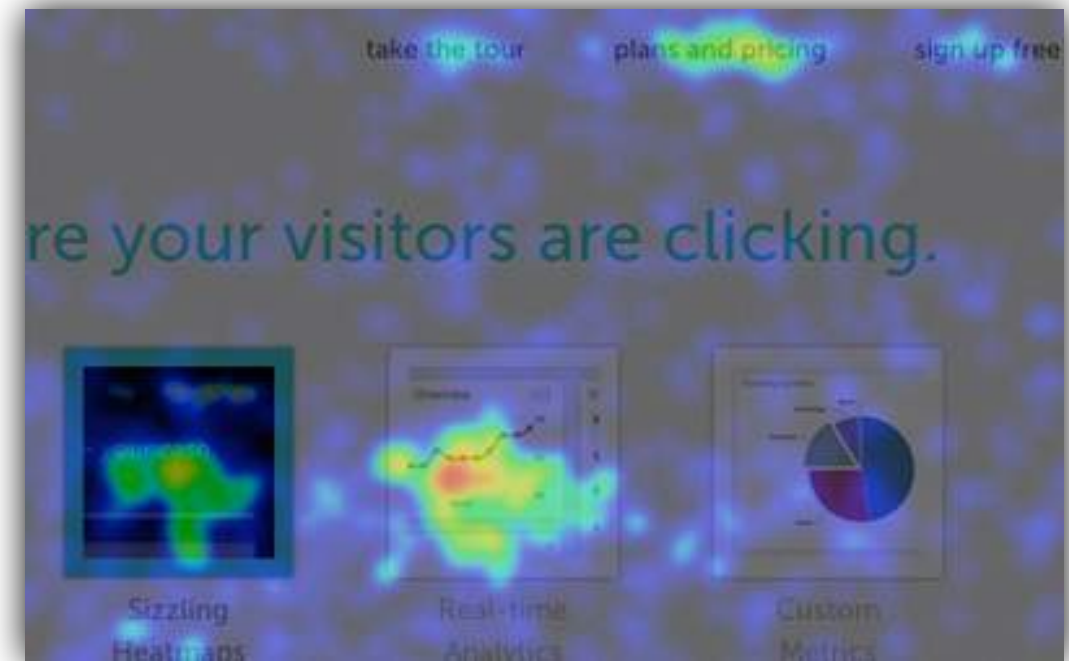 take the tour plans and pricing sign up free
re your visitors are clicking.
Sizzling Real-time Custom
Heatmaps Analytics Metrics